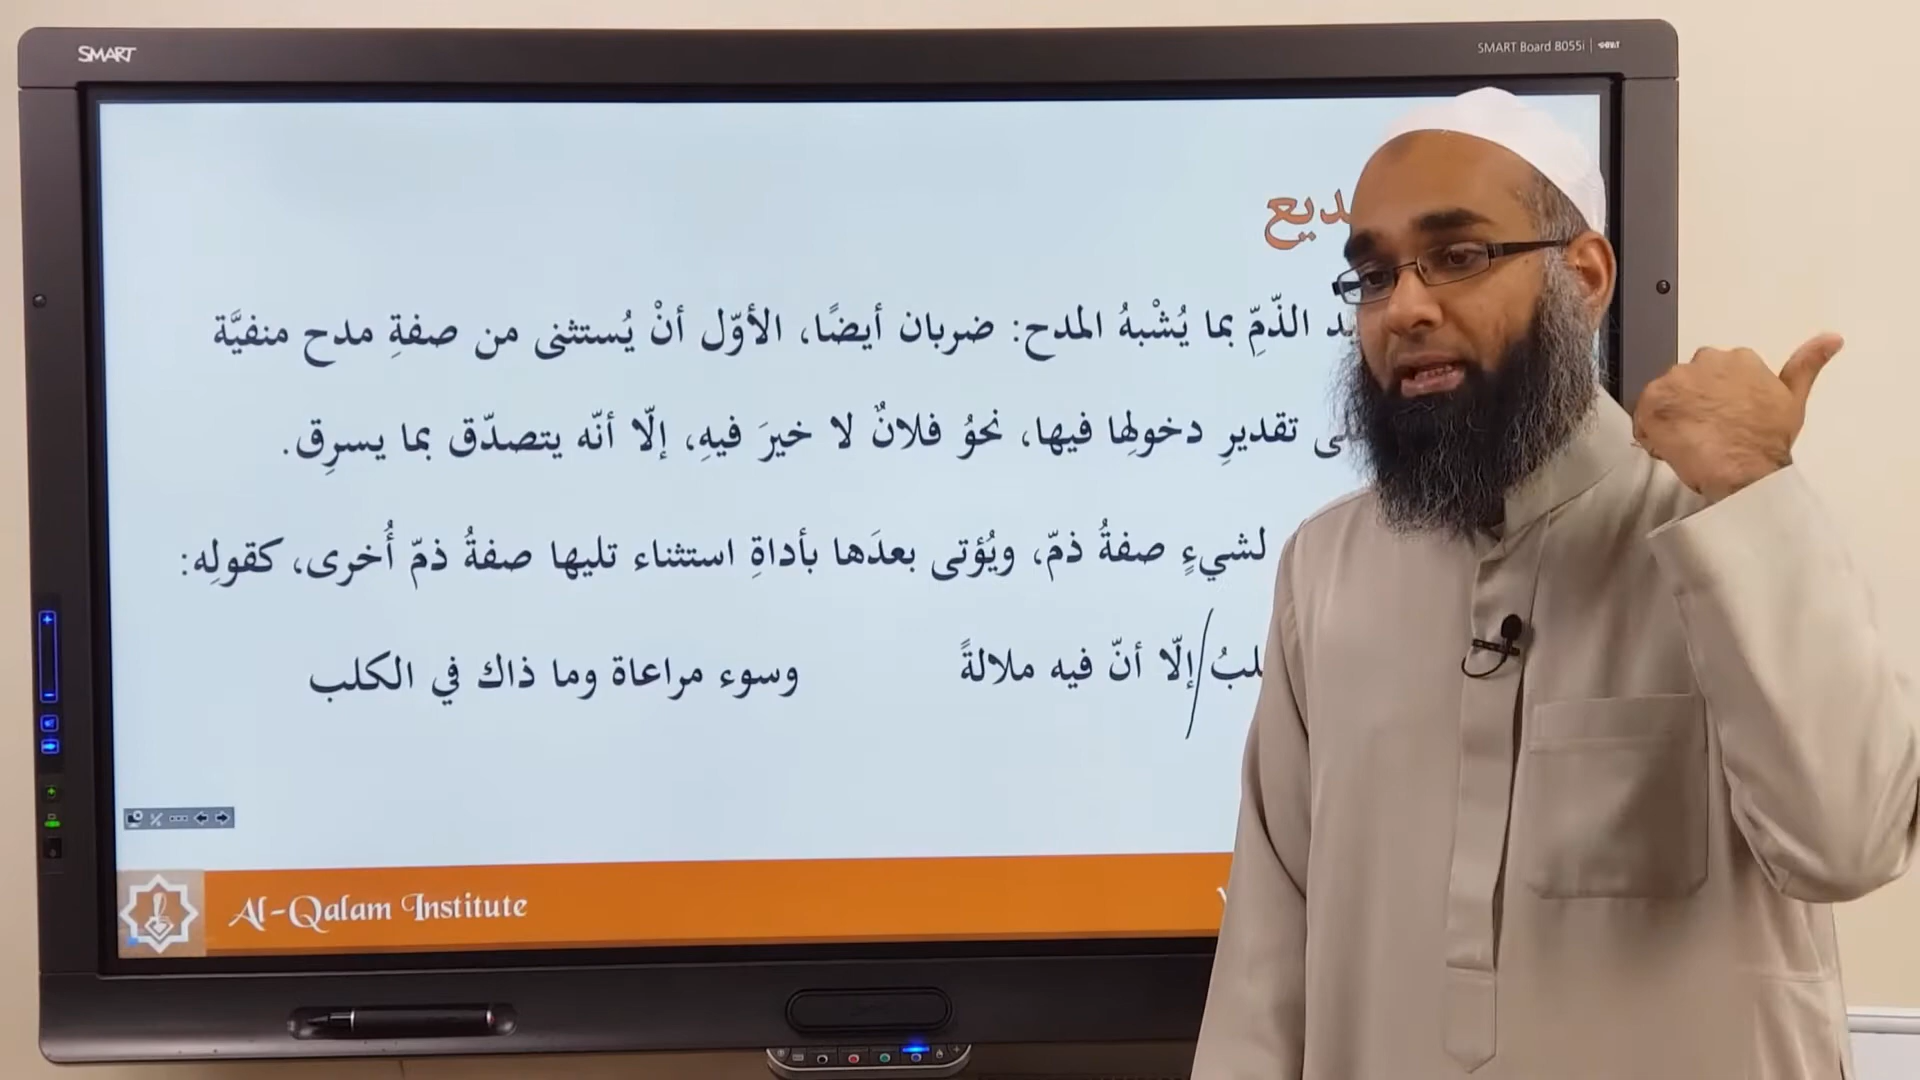 SMART
SMART Board 8055i
ديع
الذّمِّ بما يُشْبهُ المدح: ضربان أيضًا، الأوّل أنْ يُستثنى من صفةِ مدح منفيَّة
تقديرِ دخولِها فيها، نحوُ فلانٌ لا خيرَ فيهِ، إلّا أنّه يتصدّق بما يسرِق.
لشيءٍ صفةُ ذمّ، ويُؤتى بعدَها بأداةِ استثناء تليها صفةُ ذمّ أُخرى، كقولِه:
لبُ إلّا أنّ فيه ملالةً وسوء مراعاة وما ذاك في الكلب
Al-Qalam Institute